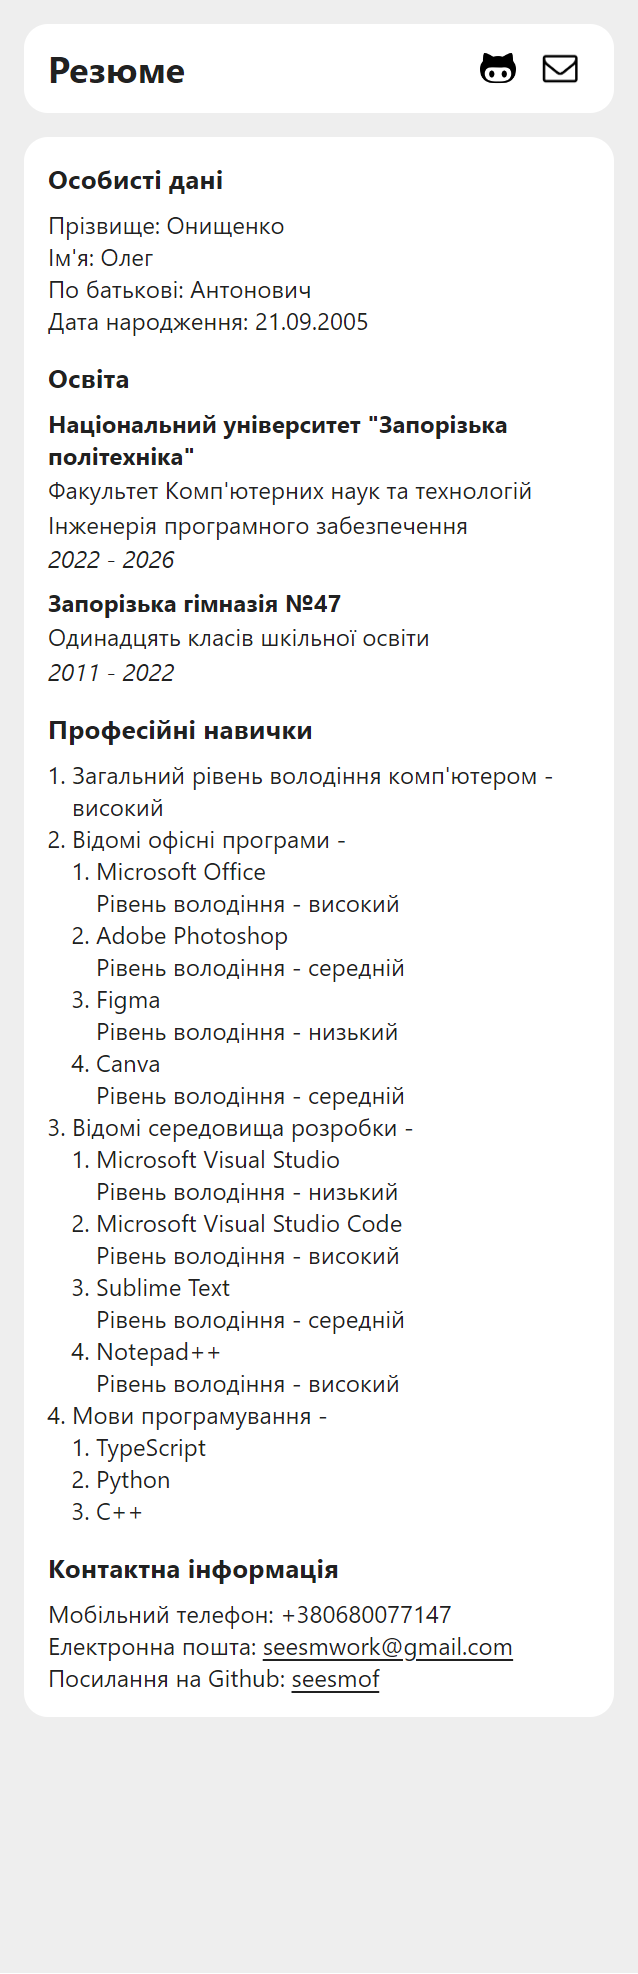 Резюме
Особисті дані
Прізвище: Онищенко
Ім'я: Олег
По батькові: Антонович
Дата народження: 21.09.2005
Освіта
Національний університет "Запорізька
політехніка"
Факультет Комп'ютерних наук та технологій
Інженерія програмного забезпечення
2022 - 2026
Запорізька гімназія №47
Одинадцять класів шкільної освіти
2011 - 2022
Професійні навички
1. Загальний рівень володіння комп'ютером -
високий
2. Відомі офісні програми -
1. Microsoft Office
Рівень володіння - високий
2. Adobe Photoshop
Рівень володіння - середній
3. Figma
Рівень володіння - низький
4. Canva
Рівень володіння - середній
3. Відомі середовища розробки -
1. Microsoft Visual Studio
Рівень володіння - низький
2. Microsoft Visual Studio Code
Рівень володіння - високий
3. Sublime Text
Рівень володіння - середній
4. Notepad++
Рівень володіння - високий
4. Мови програмування -
1. TypeScript
2. Python
3. C++
Контактна інформація
Мобільний телефон: +380680077147
Електронна пошта: seesmwork@gmail.com
Посилання на Github: seesmof